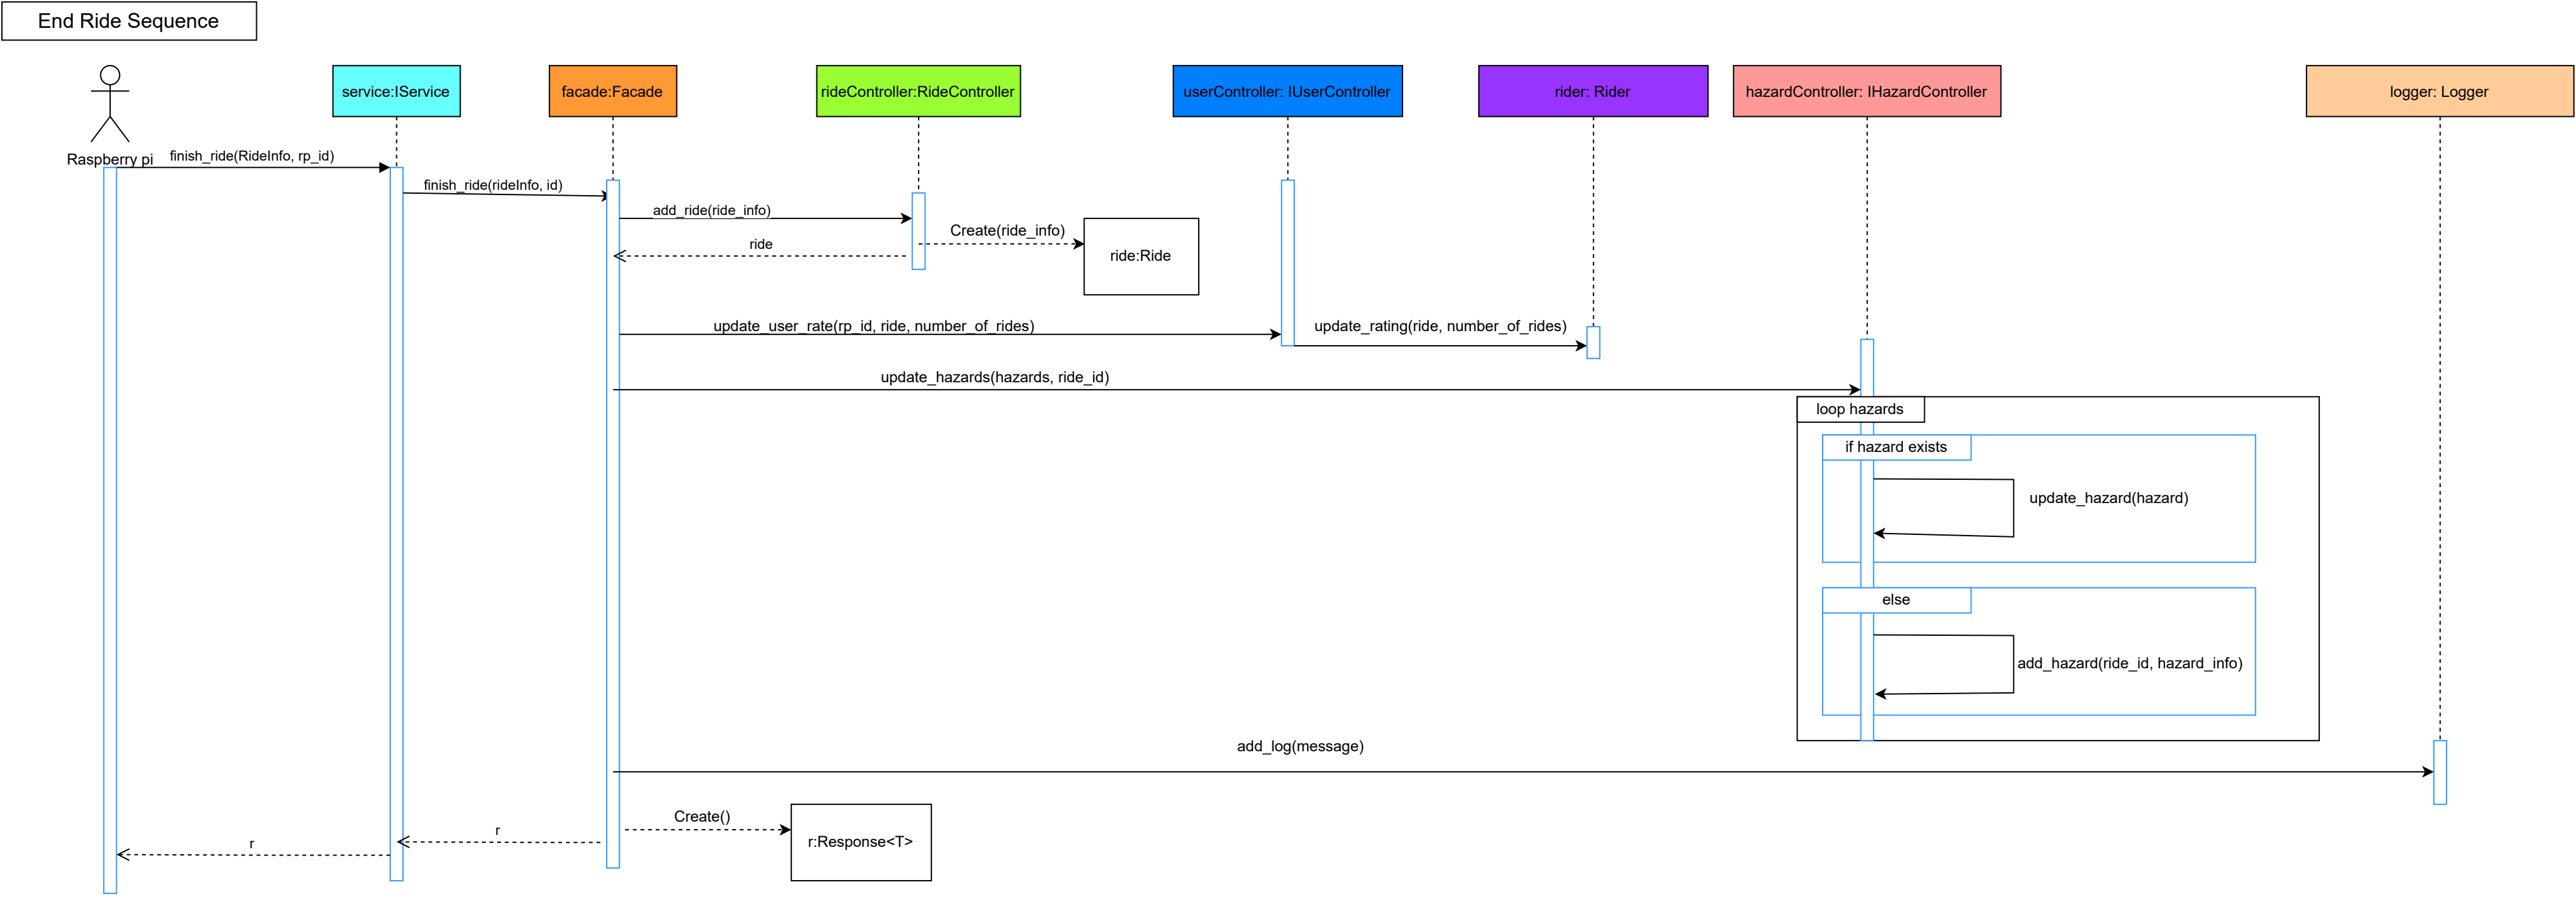 End Ride Sequence
service:IService
facade:Facade
rideController:RideController
userController: IUserController
rider: Rider
hazardController: IHazardController
logger: Logger
Raspberry pi
finish_ride(RideInfo, rp_id)
finish_ride(rideInfo, id)
add_ride(ride_info)
Create(ride_info)
ride
ride:Ride
update_user_rate(rp_id, ride, number_of_rides)
update_rating(ride, number_of_rides)
update_hazards(hazards, ride_id)
loop hazards
if hazard exists
update_hazard(hazard)
else
add_hazard(ride_id, hazard_info)
add_log(message)
Create()
r:Response<T>
r
r